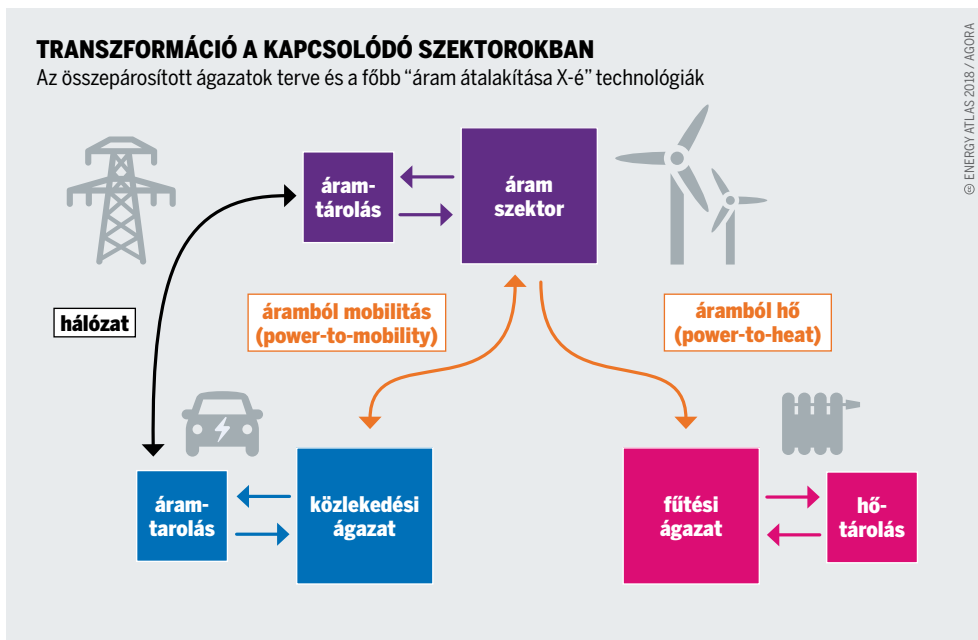 TRANSZFORMÁCIÓ A KAPCSOLÓDÓ SZEKTOROKBAN
Az összepárosított ágazatok terve és a főbb “áram átalakítása X-é” technológiák
áram-
tárolás
áram
szektor
hálózat
áramból mobilitás
(power-to-mobility)
áramból hő
(power-to-heat)
áram-
tarolás
közlekedési
ágazat
fűtési
ágazat
hő-
tárolás
㏄ ENERGY ATLAS 2018 / AGORA